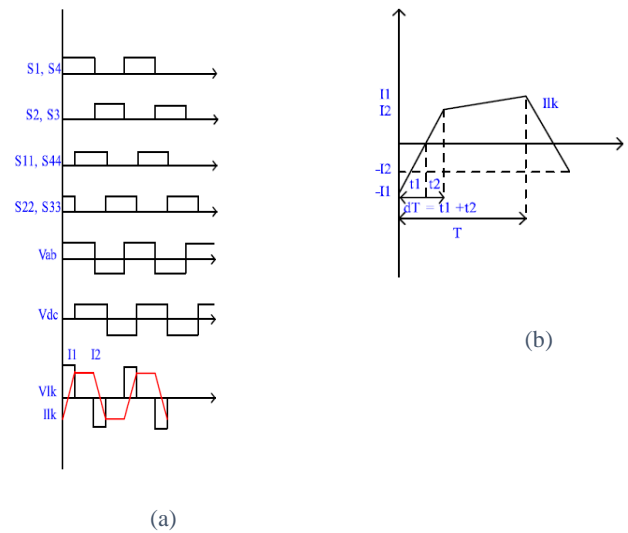 S1, S4
S2, S3
S11, S44
S22, S33
Vab
Vdc
I1 I2
Vlk
Ilk
(a)
I1
I2
Ilk
-I2
t1 t2
-I1
dT = t1 +t2
T
(b)